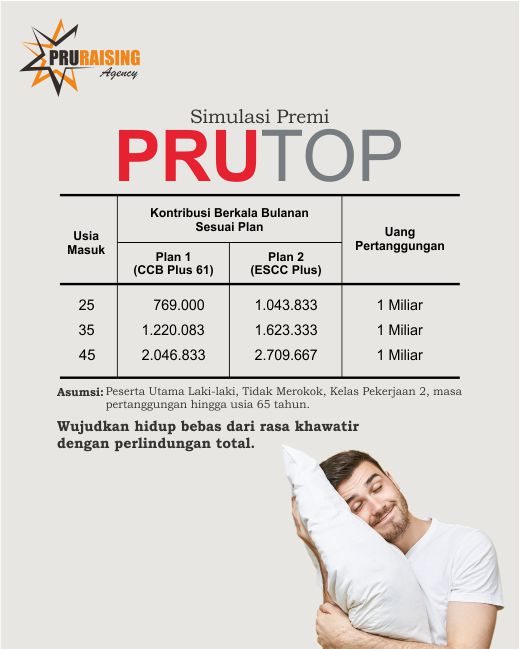 PRURAISING
Agency
Simulasi Premi
PRUTOP
Usia
Masuk
Kontribusi Berkala Bulanan
Sesuai Plan
Plan 1
(CCB Plus 61)
Plan 2
(ESCC Plus)
Uang
Pertanggungan
25 769.000 1.043.833 1 Miliar
35 1.220.083 1.623.333 1 Miliar
45 2.046.833 2.709.667 1 Miliar
Asumsi: Peserta Utama Laki-laki, Tidak Merokok, Kelas Pekerjaan 2, masa
pertanggungan hingga usia 65 tahun.
Wujudkan hidup bebas dari rasa khawatir
dengan perlindungan total.